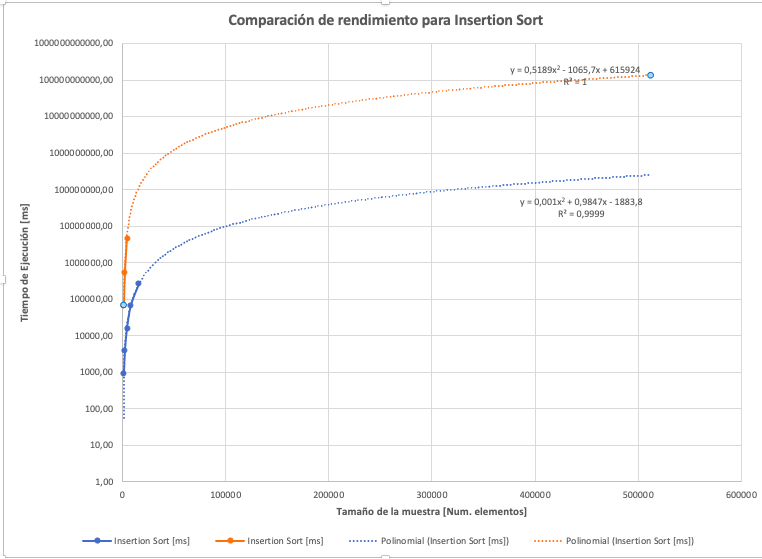 Comparación de rendimiento para Insertion Sort
1000000000000,00
100000000000,00
10000000000,00
1000000000,00
100000000,00
10000000,00
1000000,00
100000,00
10000,00
1000,00
100,00
10,00
1,00
Tiempo de Ejecución [ms]
y = 0,5189x² - 1065,7x + 615924
R² = 1
y = 0,001x² + 0,9847x - 1883,8
R² = 0,9999
0 100000 200000 300000 400000 500000 600000
Tamaño de la muestra [Num. elementos]
Insertion Sort [ms] Insertion Sort [ms] Polinomial (Insertion Sort [ms]) Polinomial (Insertion Sort [ms])